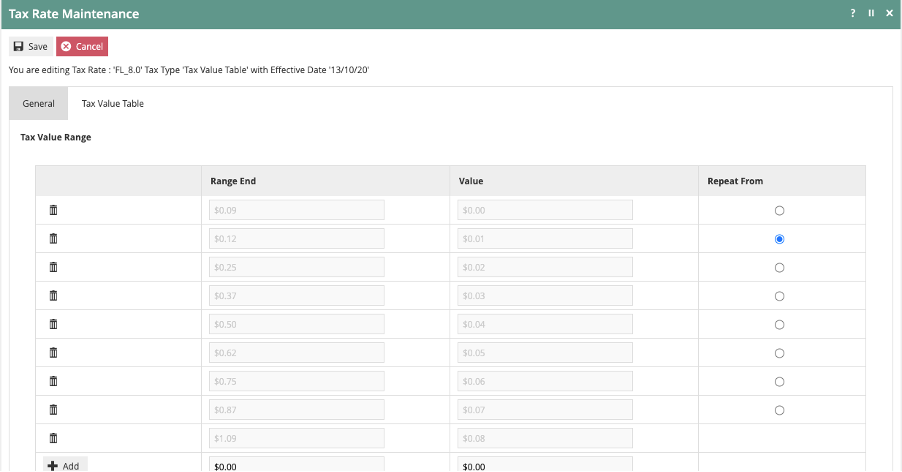 Tax Rate Maintenance ?
Save Cancel
You are editing Tax Rate : 'FL_8.0' Tax Type 'Tax Value Table' with Effective Date '13/10/20'
General Tax Value Table
Tax Value Range
Range End Value Repeat From
$0.09 $0.00
$0.12 $0.01
$0.25 $0.02
$0.37 $0.03
$0.50 $0.04
$0.62 $0.05
$0.75 $0.06
$0.87 $0.07
$1.09 $0.08
Add $0.00 $0.00